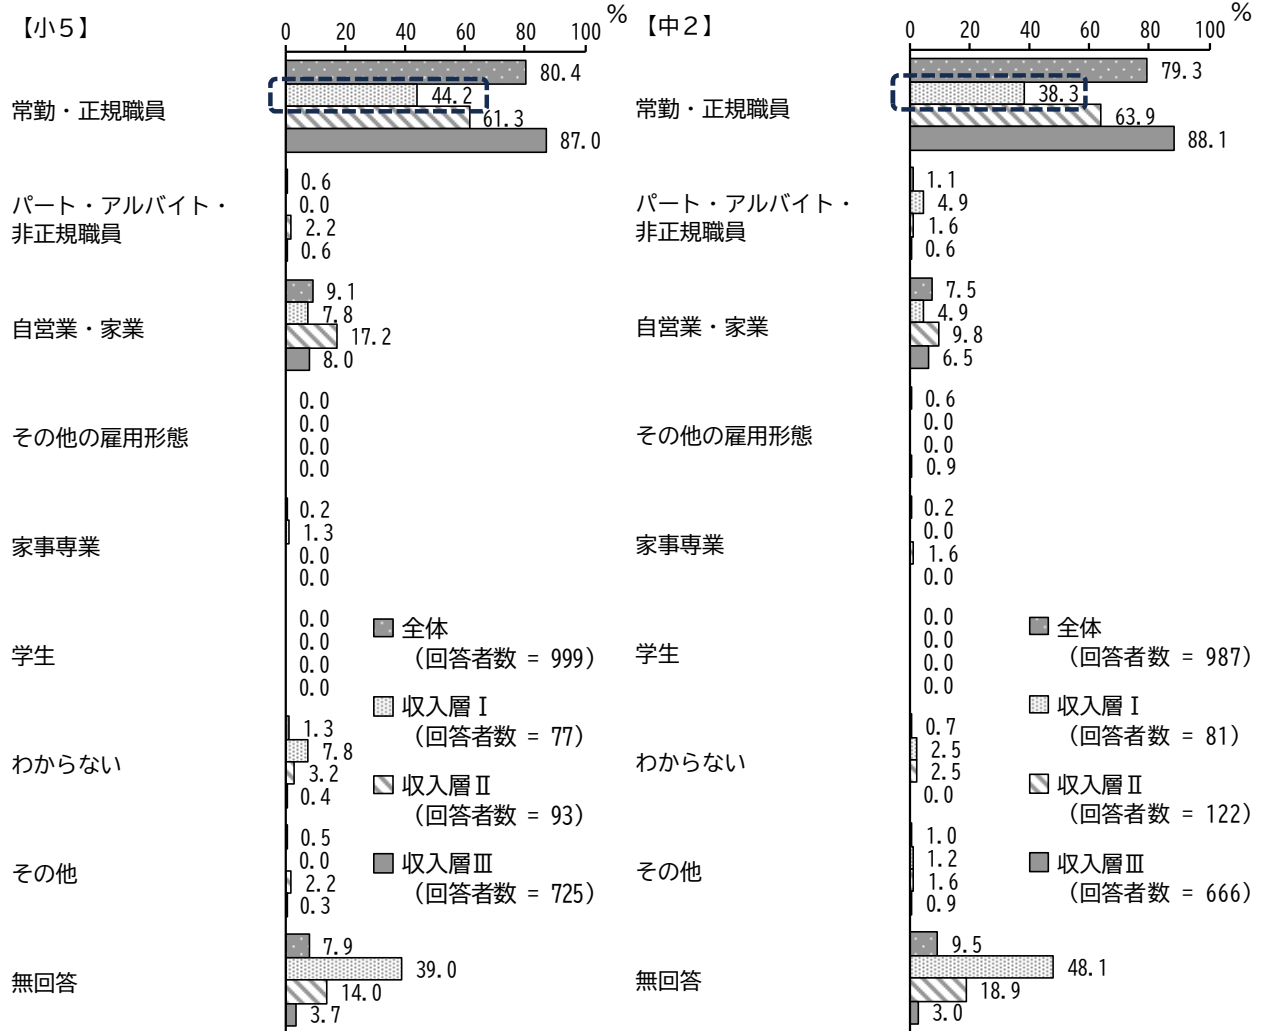 【小５】
%
0 20 40 60 80 100
常勤・正規職員
80.4
44.2
61.3
87.0
パート・アルバイト・
非正規職員
0.6
0.0
2.2
0.6
自営業・家業
9.1
7.8
17.2
8.0
その他の雇用形態
0.0
0.0
0.0
0.0
家事専業
0.2
1.3
0.0
0.0
学生
0.0
0.0
0.0
0.0
わからない
1.3
7.8
3.2
0.4
その他
0.5
0.0
2.2
0.3
無回答
7.9
39.0
14.0
3.7
全体
（回答者数 = 999）
収入層Ⅰ
（回答者数 = 77）
収入層Ⅱ
（回答者数 = 93）
収入層Ⅲ
（回答者数 = 725）
【中２】
%
0 20 40 60 80 100
常勤・正規職員
79.3
38.3
63.9
88.1
パート・アルバイト・
非正規職員
1.1
4.9
1.6
0.6
自営業・家業
7.5
4.9
9.8
6.5
その他の雇用形態
0.6
0.0
0.0
0.9
家事専業
0.2
0.0
1.6
0.0
学生
0.0
0.0
0.0
0.0
わからない
0.7
2.5
2.5
0.0
その他
1.0
1.2
1.6
0.9
無回答
9.5
48.1
18.9
3.0
全体
（回答者数 = 987）
収入層Ⅰ
（回答者数 = 81）
収入層Ⅱ
（回答者数 = 122）
収入層Ⅲ
（回答者数 = 666）